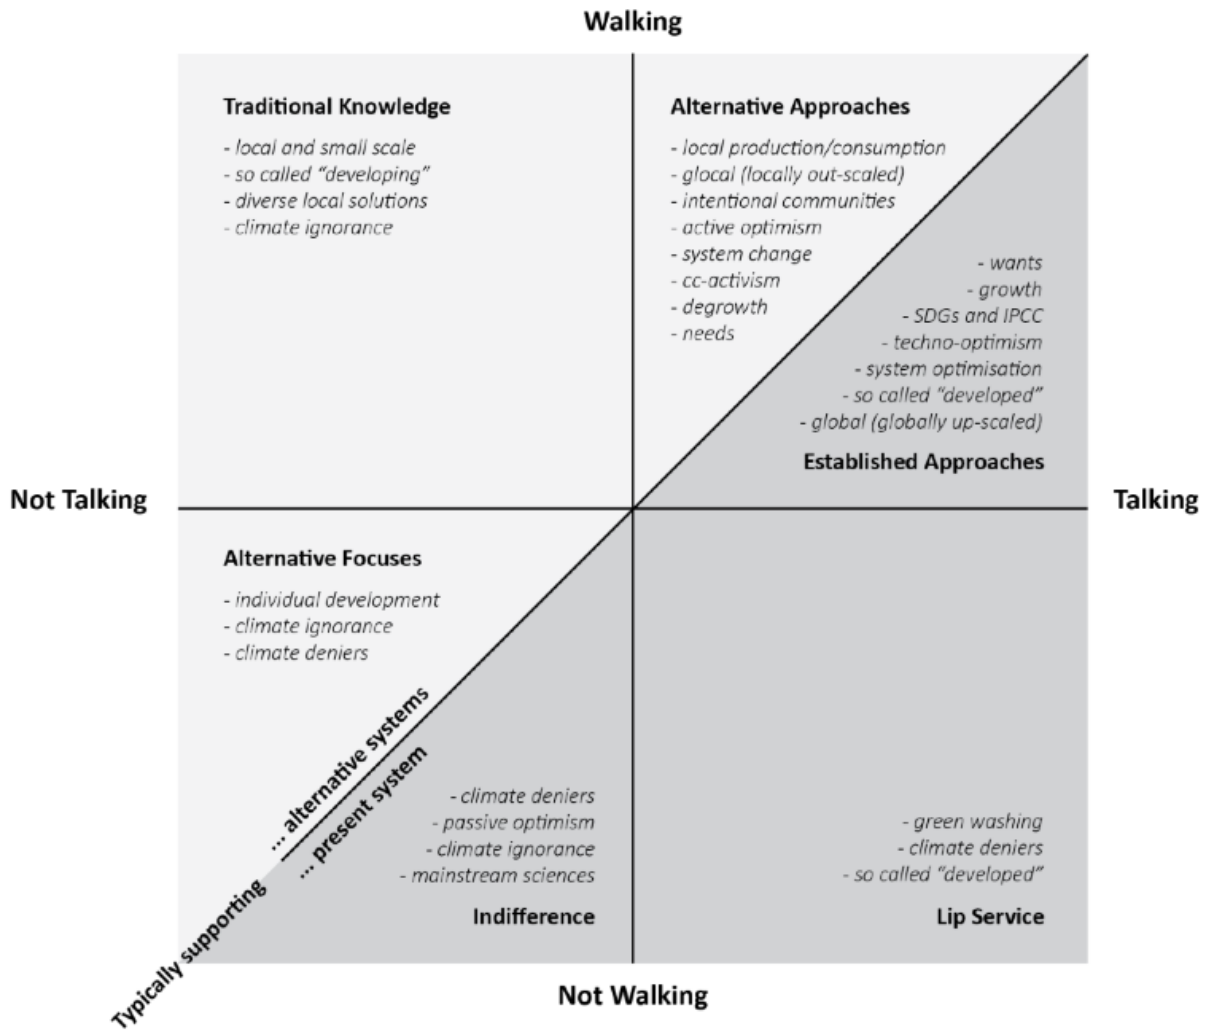 Walking
Traditional Knowledge
- local and small scale
- so called “developing”
- diverse local solutions
- climate ignorance
Alternative Approaches
- local production/consumption
- glocal (locally out-scaled)
- intentional communities
- active optimism
- system change
- cc-activism
- degrowth
- needs
- wants
- growth
- SDGs and IPCC
- techno-optimism
- system optimisation
- so called “developed”
- global (globally up-scaled)
Established Approaches
Not Talking
Talking
Alternative Focuses
- individual development
- climate ignorance
- climate deniers
... alternative systems
... present system
Typically supporting
- climate deniers
- passive optimism
- climate ignorance
- mainstream sciences
Indifference
- green washing
- climate deniers
- so called “developed”
Lip Service
Not Walking